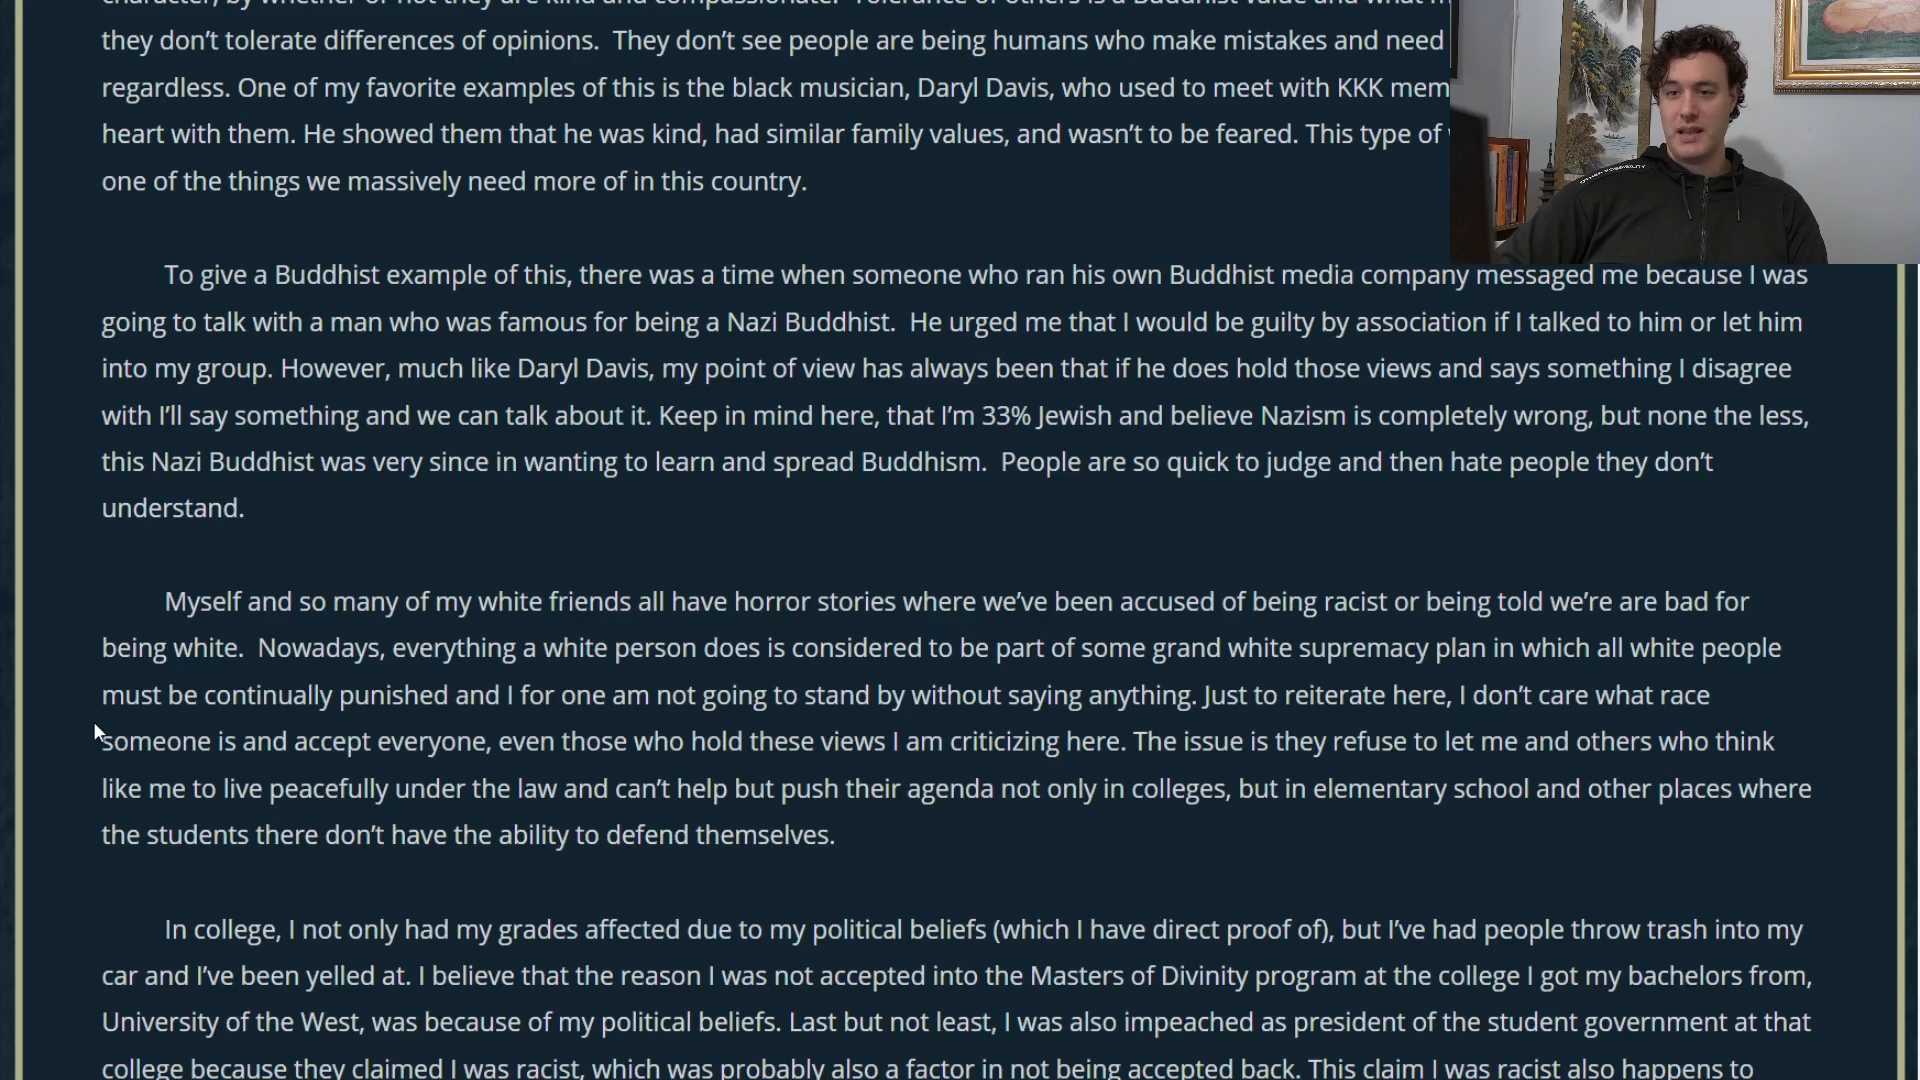 character, by whether or not they are kind and compassionate. Tolerance of others is a Buddhist value and what m
they don't tolerate differences of opinions. They don't see people are being humans who make mistakes and need
regardless. One of my favorite examples of this is the black musician, Daryl Davis, who used to meet with KKK mem
heart with them. He showed them that he was kind, had similar family values, and wasn't to be feared. This type of
one of the things we massively need more of in this country.
To give a Buddhist example of this, there was a time when someone who ran his own Buddhist media company messaged me because I was
going to talk with a man who was famous for being a Nazi Buddhist. He urged me that I would be guilty by association if I talked to him or let him
into my group. However, much like Daryl Davis, my point of view has always been that if he does hold those views and says something I disagree
with I'll say something and we can talk about it. Keep in mind here, that I'm 33% Jewish and believe Nazism is completely wrong, but none the less,
this Nazi Buddhist was very since in wanting to learn and spread Buddhism. People are so quick to judge and then hate people they don't
understand.
Myself and so many of my white friends all have horror stories where we've been accused of being racist or being told we're are bad for
being white. Nowadays, everything a white person does is considered to be part of some grand white supremacy plan in which all white people
must be continually punished and I for one am not going to stand by without saying anything. Just to reiterate here, I don't care what race
someone is and accept everyone, even those who hold these views I am criticizing here. The issue is they refuse to let me and others who think
like me to live peacefully under the law and can't help but push their agenda not only in colleges, but in elementary school and other places where
the students there don't have the ability to defend themselves.
In college, I not only had my grades affected due to my political beliefs (which I have direct proof of), but I've had people throw trash into my
car and I've been yelled at. I believe that the reason I was not accepted into the Masters of Divinity program at the college I got my bachelors from,
University of the West, was because of my political beliefs. Last but not least, I was also impeached as president of the student government at that
college because they claimed I was racist, which was probably also a factor in not being accepted back. This claim I was racist also happens to